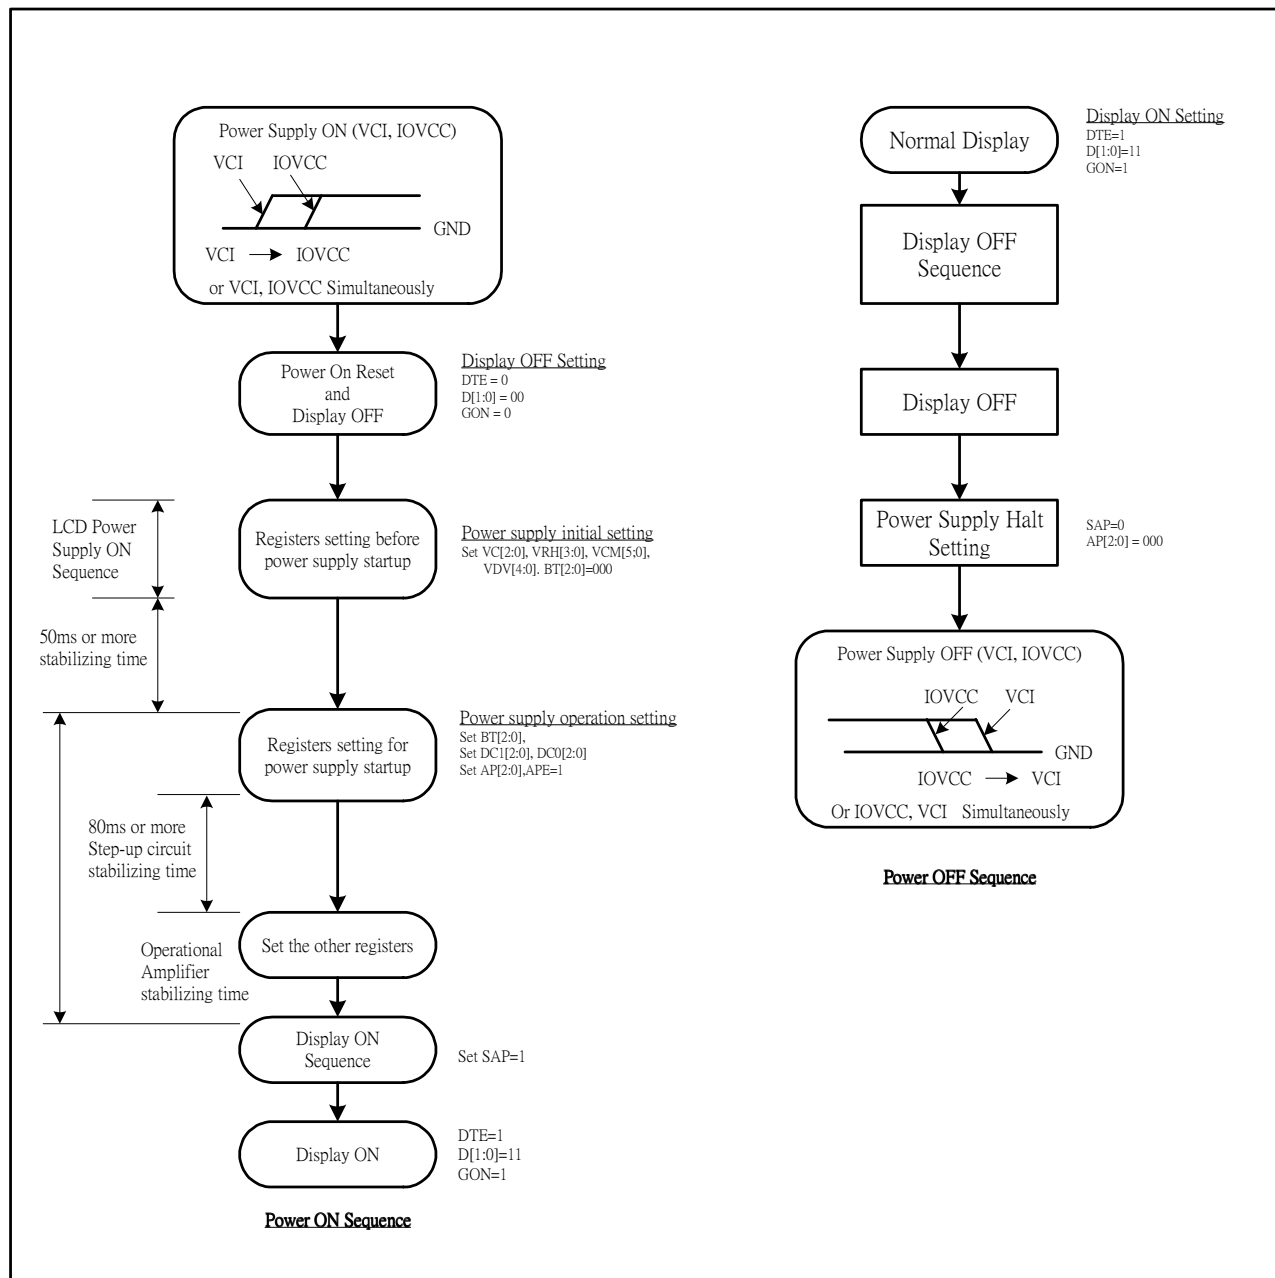 Power Supply ON (VCI, IOVCC)
VCI
IOVCC
GND
VCI
IOVCC
or VCI, IOVCC Simultaneously
Power On Reset
and
Display OFF
Display OFF Setting
DTE = 0
D[1:0] = 00
GON = 0
LCD Power
Supply ON
Sequence
Registers setting before
power supply startup
Power supply initial setting
Set VC[2:0], VRH[3:0], VCM[5;0],
VDV[4:0]. BT[2:0]=000
50ms or more
stabilizing time
Registers setting for
power supply startup
Power supply operation setting
Set BT[2:0],
Set DC1[2:0], DC0[2:0]
Set AP[2:0],APE=1
80ms or more
Step-up circuit
stabilizing time
Set the other registers
Operational
Amplifier
stabilizing time
Display ON
Sequence
Set SAP=1
Display ON
DTE=1
D[1:0]=11
GON=1
Power ON Sequence
Normal Display
Display ON Setting
DTE=1
D[1:0]=11
GON=1
Display OFF
Sequence
Display OFF
Power Supply Halt
Setting
SAP=0
AP[2:0] = 000
Power Supply OFF (VCI, IOVCC)
IOVCC
VCI
GND
IOVCC
VCI
Or IOVCC, VCI Simultaneously
Power OFF Sequence